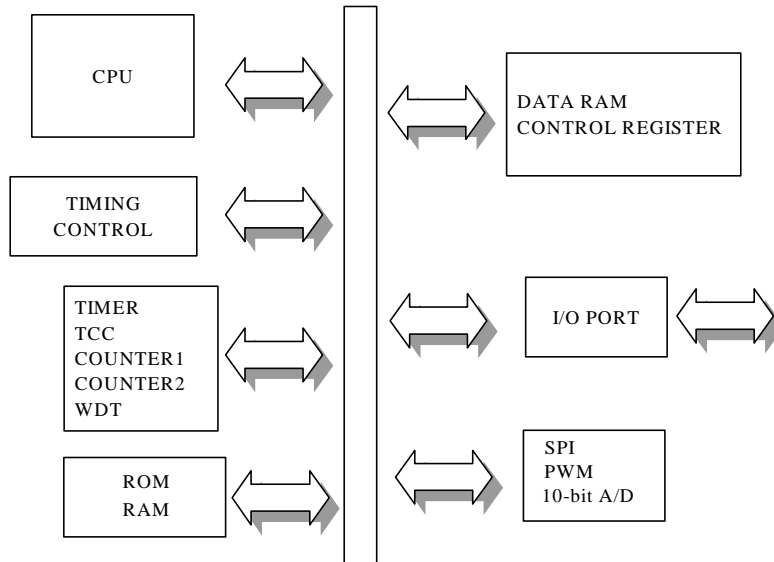 CPU
TIMING
CONTROL
TIMER
TCC
COUNTER1
COUNTER2
WDT
ROM
RAM
DATA RAM
CONTROL REGISTER
I/O PORT
SPI
PWM
10-bit A/D